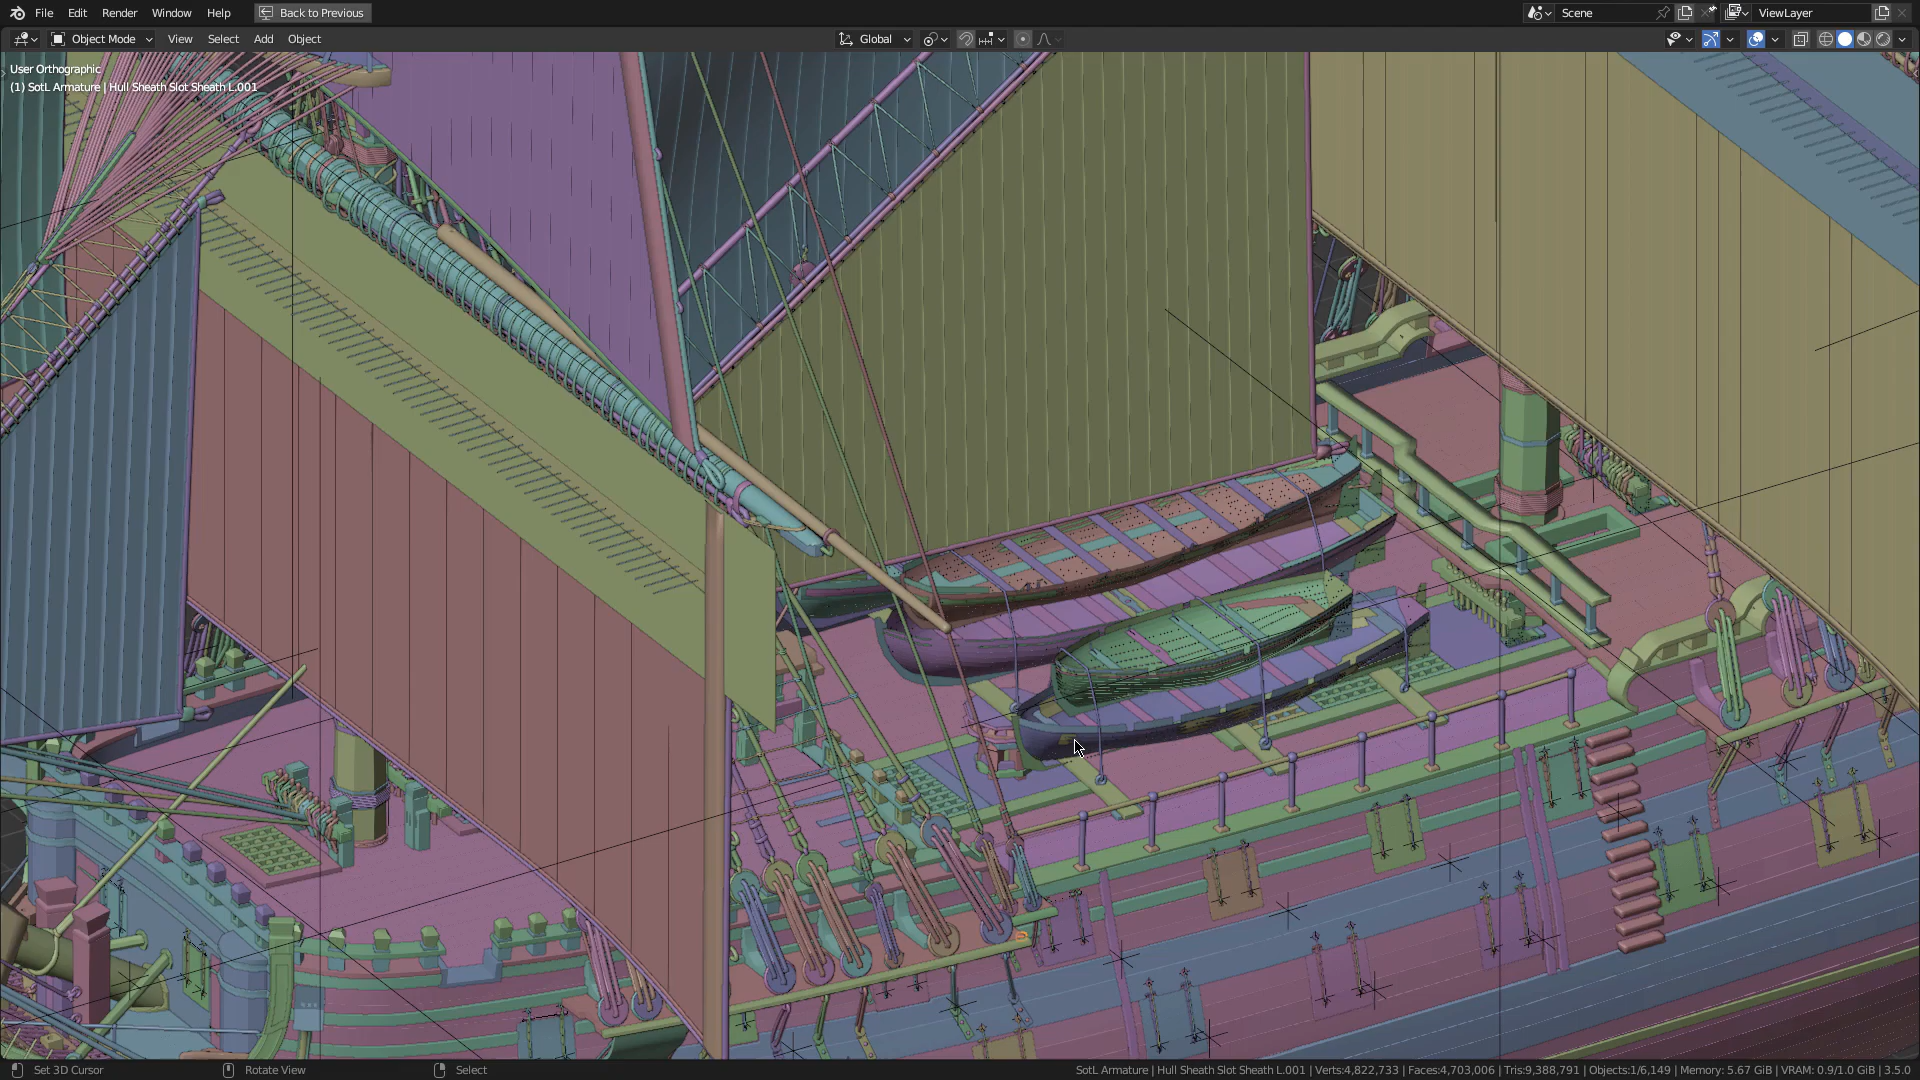 File Edit Render Window Help Back to Previous Scene ViewLayer
Object Mode View Select Add Object Global
User Orthographic
(1) SotL Armature | Hull Sheath Slot Sheath L.001
Set 3D Cursor Rotate View Select SotL Armature | Hull Sheath Slot Sheath L.001 | Verts:4,822,733 | Faces:4,703,006 | Tris:9,388,791 | Objects:1/6,149 | Memory: 5.67 GiB | VRAM: 0.9/1.0 GiB | 3.5.0